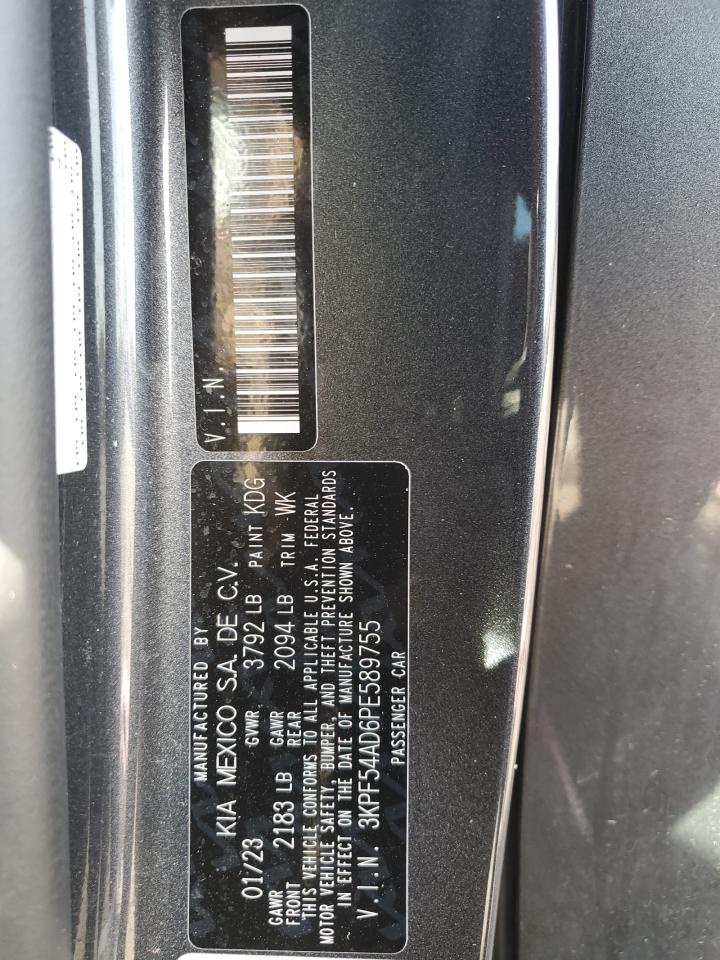 MANUFACTURED BY
KIA MEXICO S.A. DE C.V.
01/23 GVWR 3792 LB PAINT KDG
GAWR FRONT 2183 LB GAWR REAR 2094 LB TRIM WK
THIS VEHICLE CONFORMS TO ALL APPLICABLE U.S.A. FEDERAL
MOTOR VEHICLE SAFETY, BUMPER, AND THEFT PREVENTION STANDARDS
IN EFFECT ON THE DATE OF MANUFACTURE SHOWN ABOVE.
V.I.N. 3KPF54AD6PE589755
PASSENGER CAR
V.I.N.